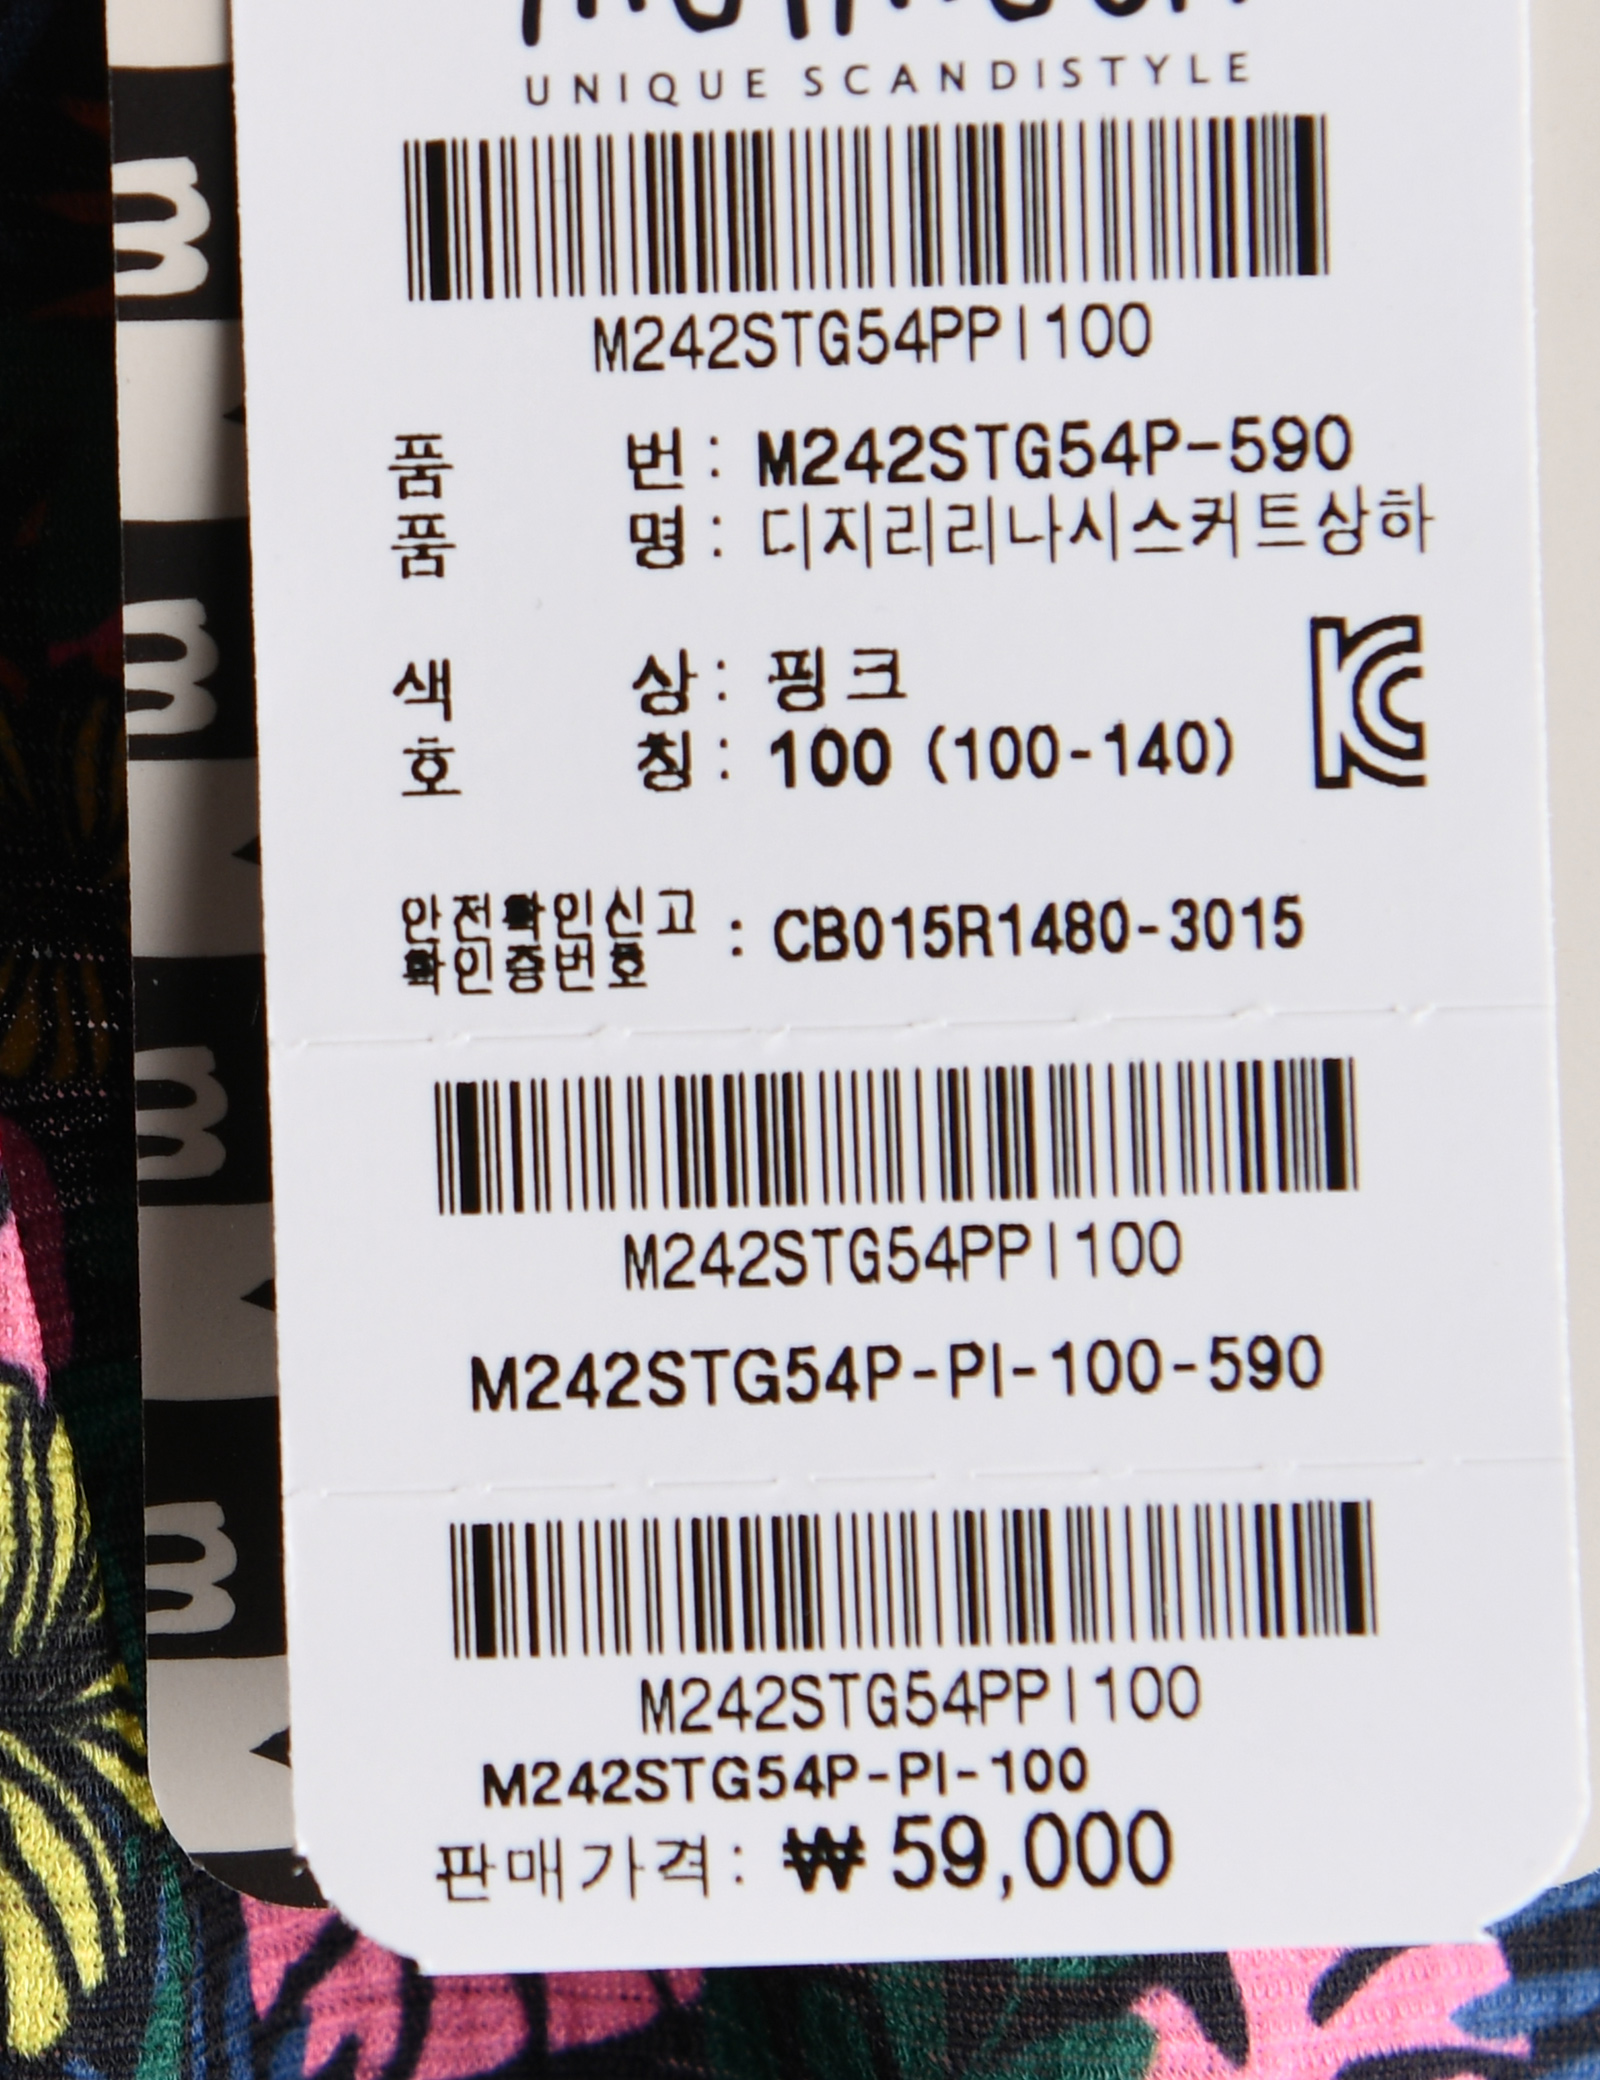 UNIQUE SCANDISTYLE
M242STG54PPI100
품 번 : M242STG54P-590
품 명 : 디지리리나시스커트상하
색 상 : 핑크
호 칭 : 100 (100-140)
안전확인신고
확인증번호 : CB015R1480-3015
M242STG54PPI100
M242STG54P-PI-100-590
M242STG54PPI100
M242STG54P-PI-100
판매가격: ₩ 59,000